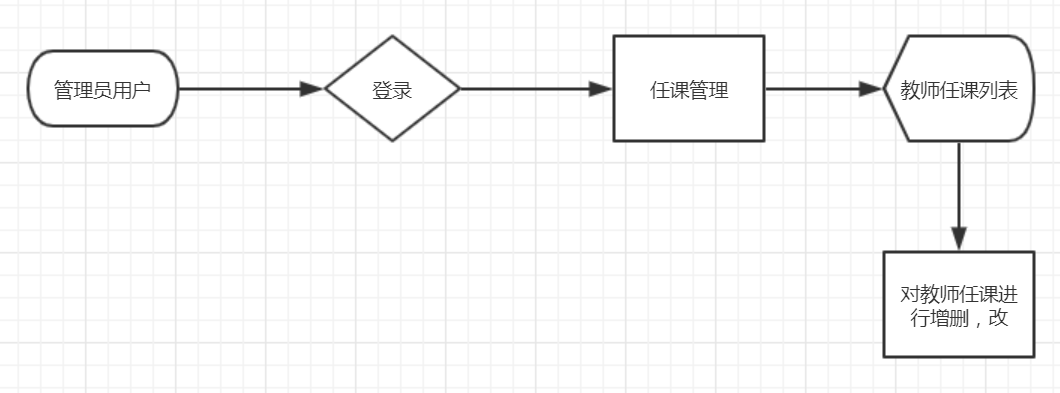 管理员用户
登录
任课管理
教师任课列表
对教师任课进
行增删，改